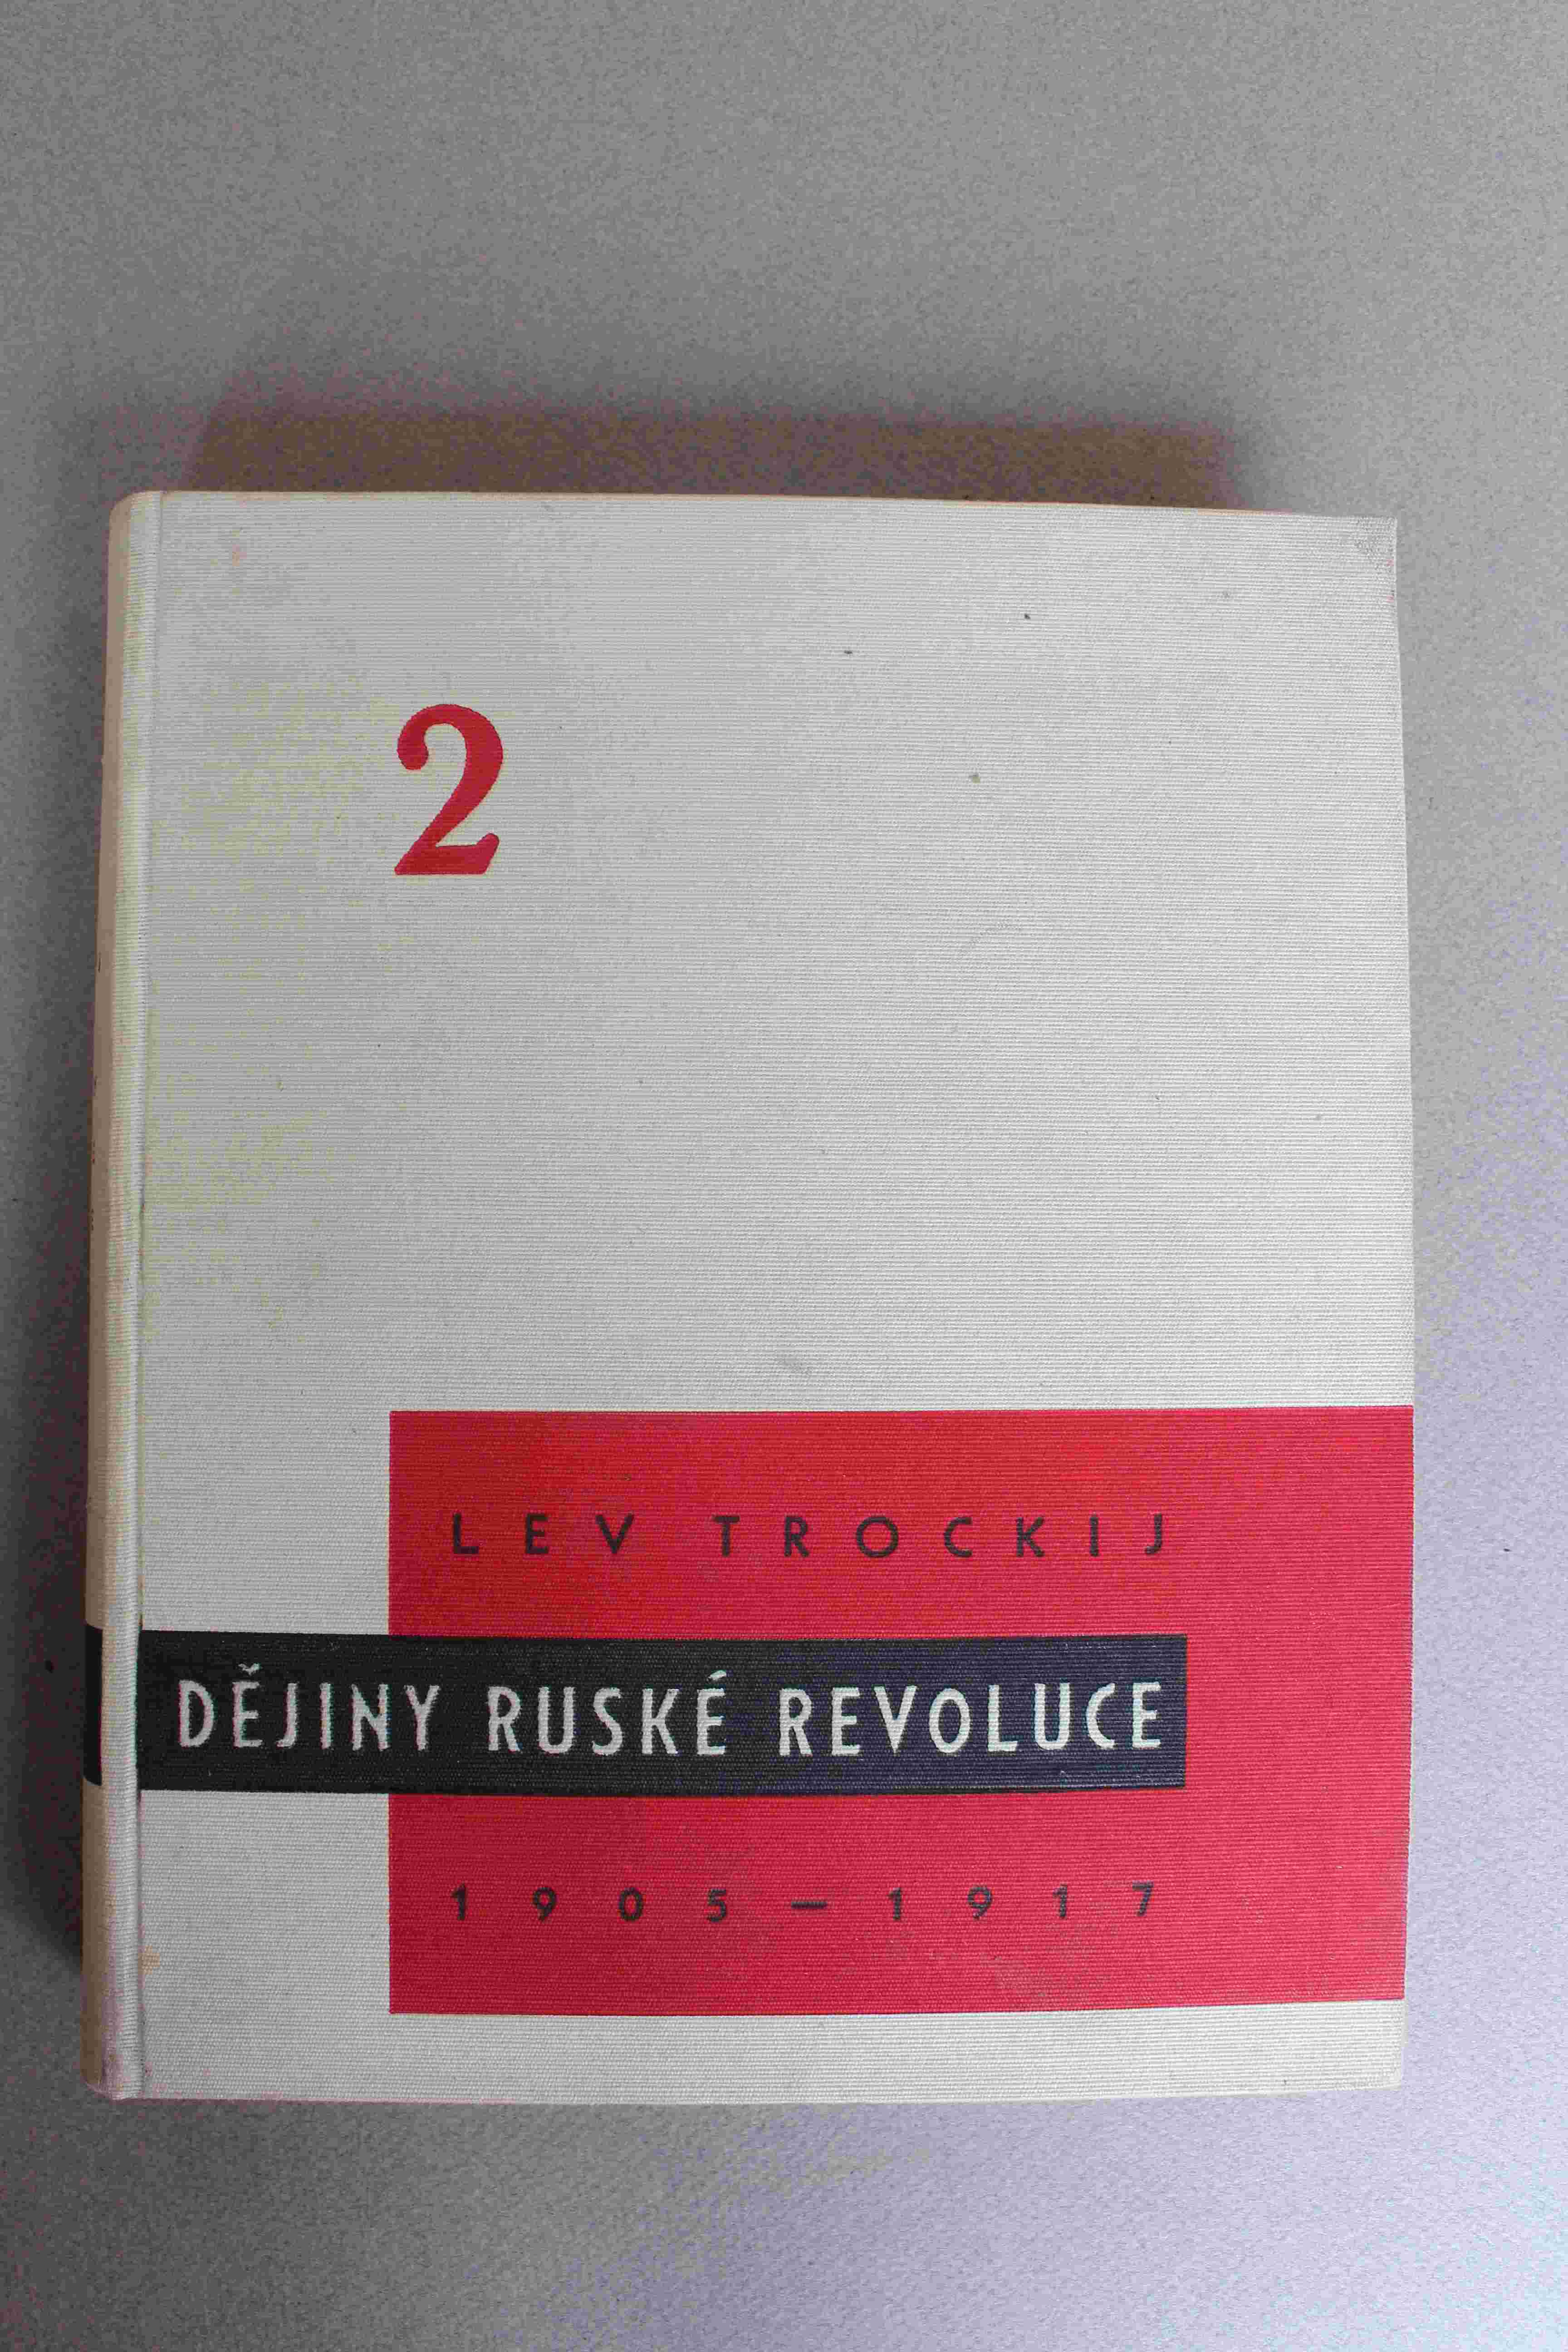 2
LEV TROCKIJ
DĚJINY RUSKÉ REVOLUCE
1905—1917